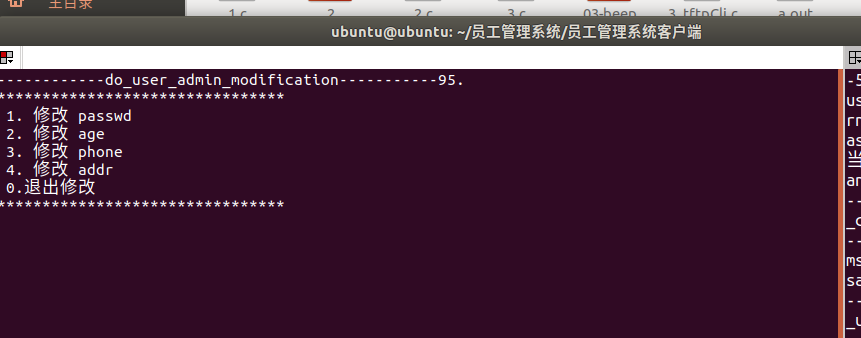 主目录
1.c
2
2.c
3.c
03-beep
3_tftpCli.c
a.out
ubuntu@ubuntu: ~/员工管理系统/员工管理系统客户端
------------do_user_admin_modification-----------95.
********************************
1. 修改 passwd
2. 修改 age
3. 修改 phone
4. 修改 addr
0.退出修改
********************************
-5
us
rr
as
当
an
--
_c
--
ms
sa
--
_u